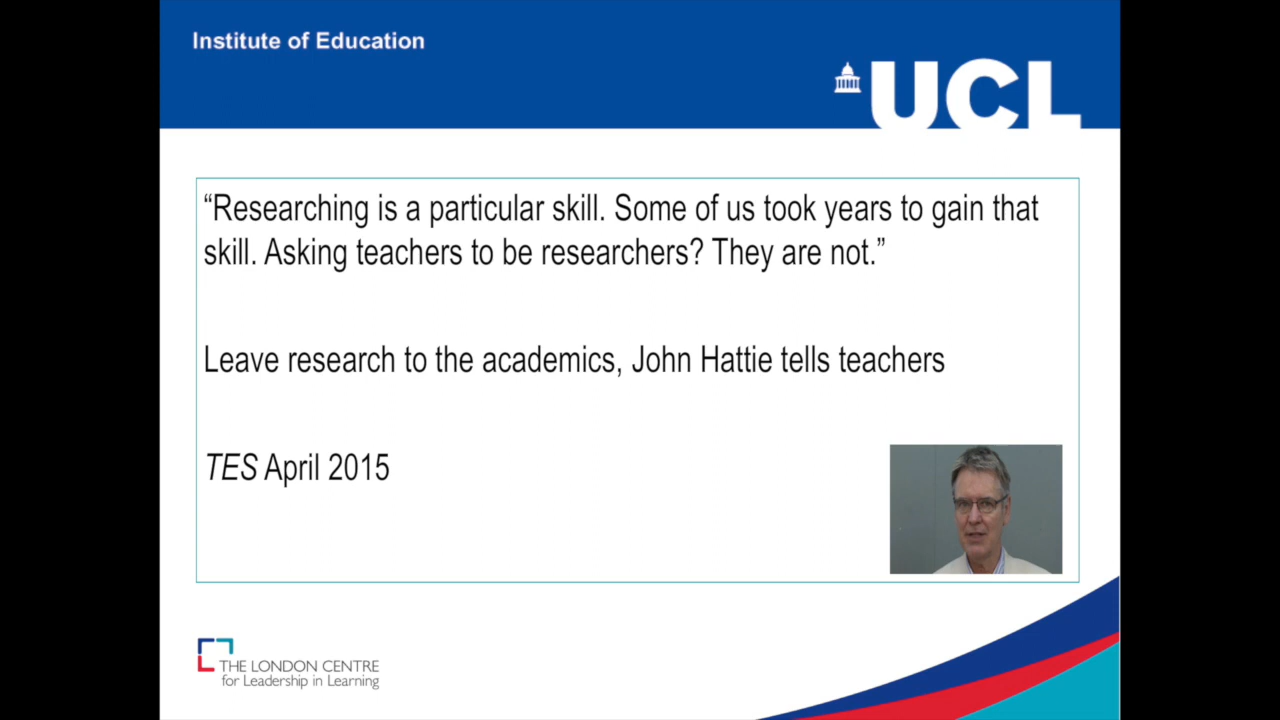 Institute of Education
UCL
“Researching is a particular skill. Some of us took years to gain that
skill. Asking teachers to be researchers? They are not.”
Leave research to the academics, John Hattie tells teachers
TES April 2015
THE LONDON CENTRE
for Leadership in Learning